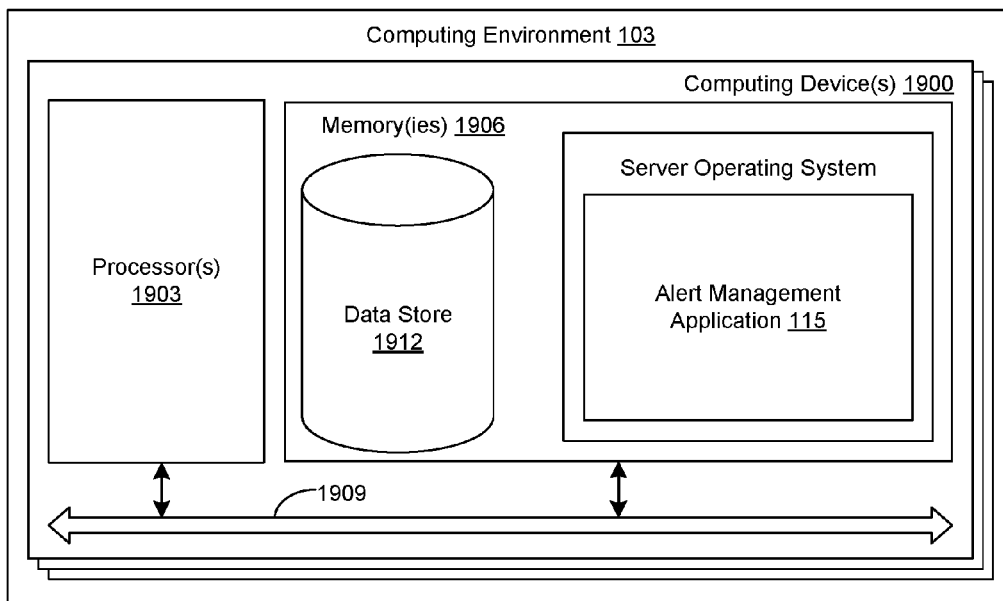 Computing Environment 103
Computing Device(s) 1900
Memory(ies) 1906
Server Operating System
Processor(s)
1903
Data Store
1912
Alert Management
Application 115
1909